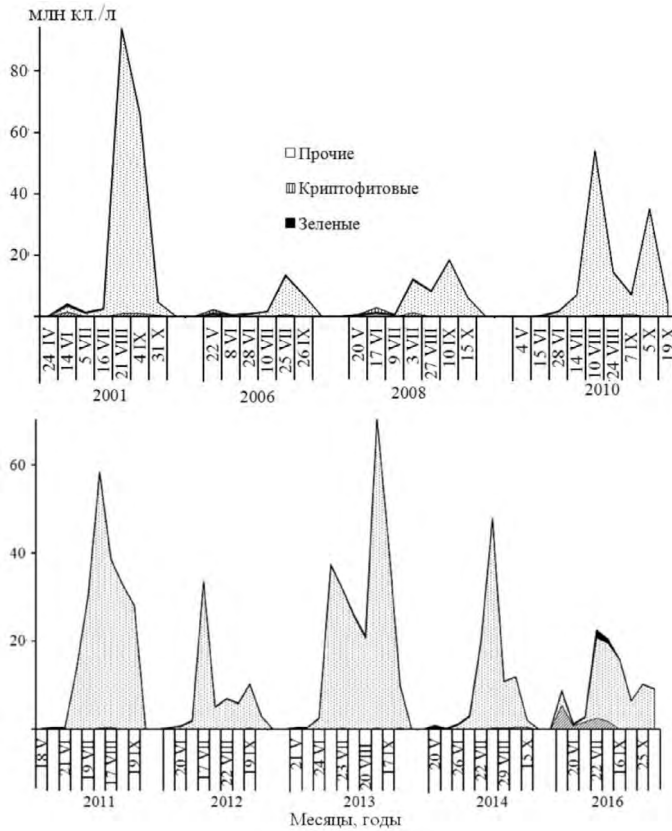 млн кл./л
80
60
40
20
Прочие
Криптофитовые
Зеленые
24 IV
14 VI
5 VII
16 VII
21 VIII
4 IX
31 X
22 V
8 VI
28 VI
10 VII
25 VII
26 IX
20 V
17 VI
9 VII
3 VII
27 VIII
10 IX
15 X
4 V
15 VI
28 VI
14 VII
10 VIII
24 VIII
7 IX
5 X
19 X
2001
2006
2008
2010
60
40
20
18 V
21 VI
19 VII
17 VIII
19 IX
20 VI
17 VII
22 VIII
19 IX
21 V
24 VI
23 VII
20 VIII
17 IX
20 V
26 VI
22 VII
29 VII
15 X
20 VI
22 VII
16 IX
25 X
2011
2012
2013
2014
2016
Месяцы, годы